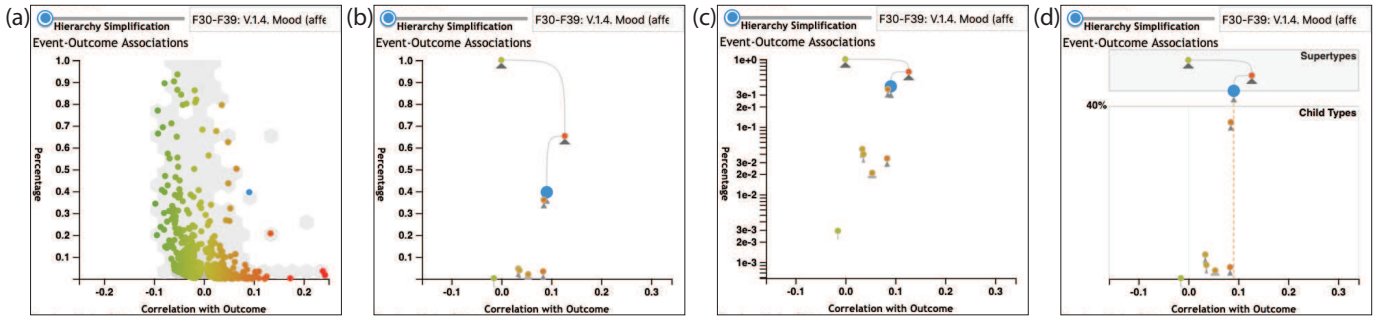 (a)
Hierarchy Simplification
F30-F39: V.1.4. Mood (affe
Event-Outcome Associations
Percentage
1.0
0.9
0.8
0.7
0.6
0.5
0.4
0.3
0.2
0.1
-0.2 -0.1 0.0 0.1 0.2
Correlation with Outcome
(b)
Hierarchy Simplification
F30-F39: V.1.4. Mood (affe
Event-Outcome Associations
Percentage
1.0
0.9
0.8
0.7
0.6
0.5
0.4
0.3
0.2
0.1
-0.1 0.0 0.1 0.2 0.3
Correlation with Outcome
(c)
Hierarchy Simplification
F30-F39: V.1.4. Mood (affe
Event-Outcome Associations
Percentage
1e+0
3e-1
2e-1
1e-1
3e-2
2e-2
1e-2
3e-3
2e-3
1e-3
-0.1 0.0 0.1 0.2 0.3
Correlation with Outcome
(d)
Hierarchy Simplification
F30-F39: V.1.4. Mood (affe
Event-Outcome Associations
Supertypes
40%
Child Types
-0.1 0.0 0.1 0.2 0.3
Correlation with Outcome